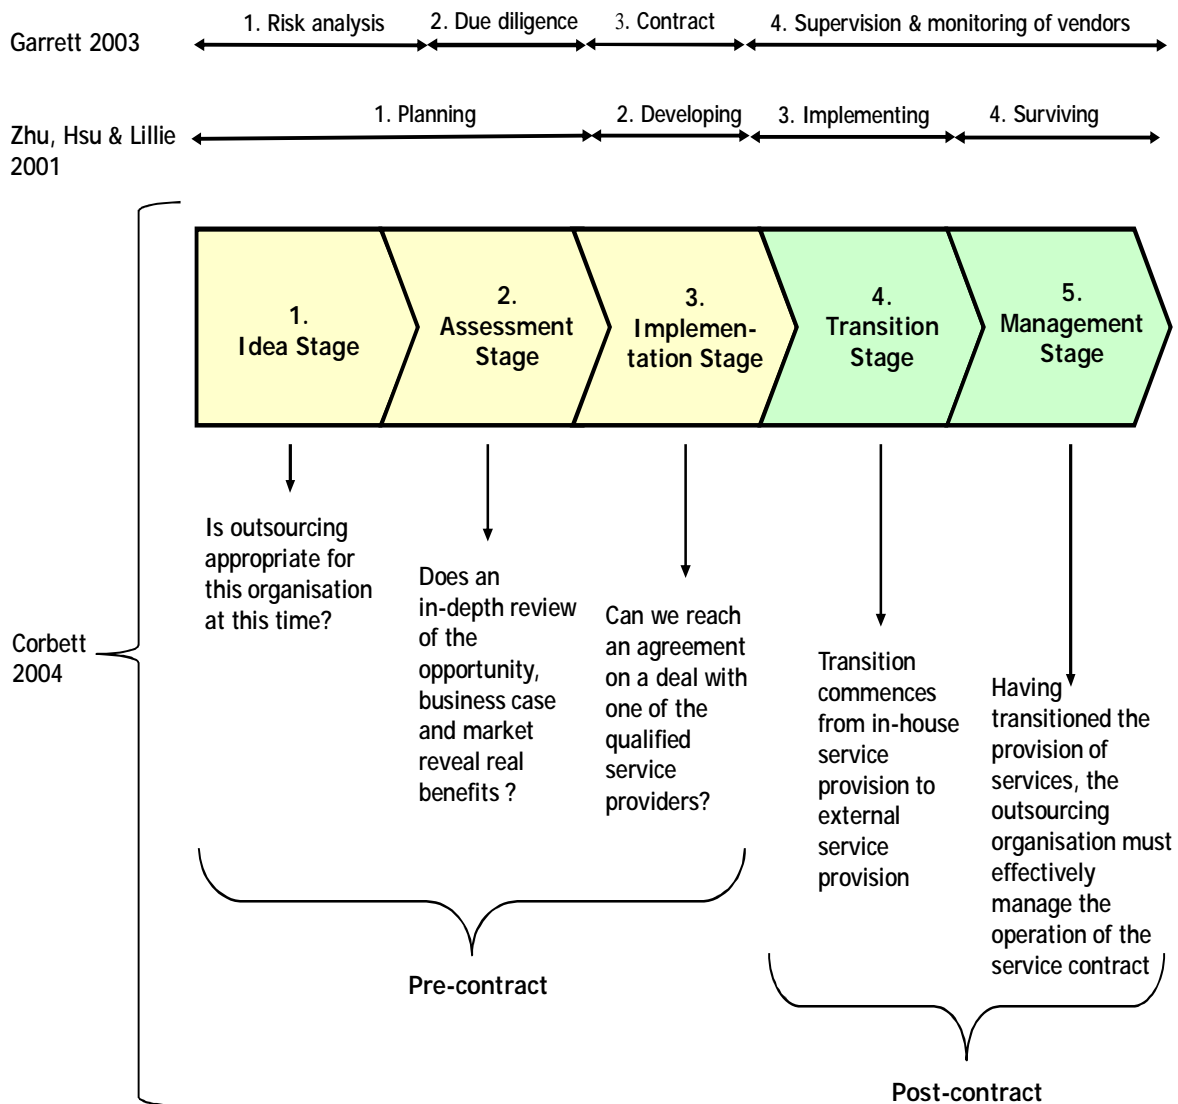 Garrett 2003
1. Risk analysis
2. Due diligence
3. Contract
4. Supervision & monitoring of vendors
Zhu, Hsu & Lillie
2001
1. Planning
2. Developing
3. Implementing
4. Surviving
1.
Idea Stage
2.
Assessment
Stage
3.
Implemen-
tation Stage
4.
Transition
Stage
5.
Management
Stage
Corbett
2004
Is outsourcing
appropriate for
this organisation
at this time?
Does an
in-depth review
of the
opportunity,
business case
and market
reveal real
benefits ?
Can we reach
an agreement
on a deal with
one of the
qualified
service
providers?
Transition
commences
from in-house
service
provision to
external
service
provision
Having
transitioned the
provision of
services, the
outsourcing
organisation must
effectively
manage the
operation of the
service contract
Pre-contract
Post-contract